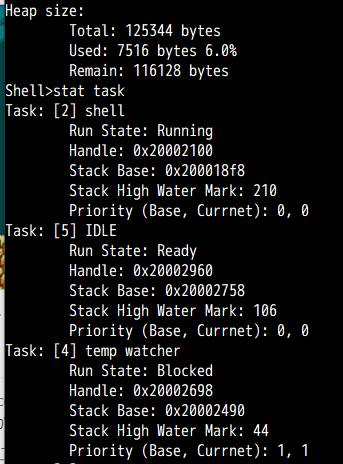 Heap size:
Total: 125344 bytes
Used: 7516 bytes 6.0%
Remain: 116128 bytes
Shell>stat task
Task: [2] shell
Run State: Running
Handle: 0x20002100
Stack Base: 0x200018f8
Stack High Water Mark: 210
Priority (Base, Currnet): 0, 0
Task: [5] IDLE
Run State: Ready
Handle: 0x20002960
Stack Base: 0x20002758
Stack High Water Mark: 106
Priority (Base, Currnet): 0, 0
Task: [4] temp watcher
Run State: Blocked
Handle: 0x20002698
Stack Base: 0x20002490
Stack High Water Mark: 44
Priority (Base, Currnet): 1, 1